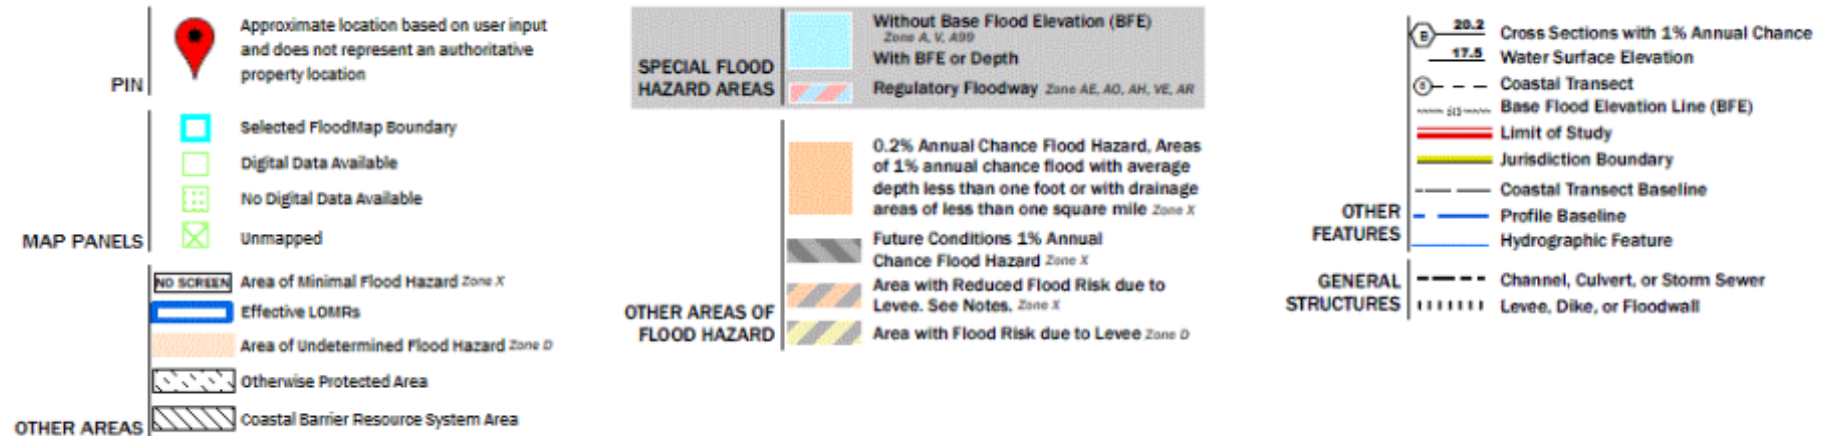 PIN
Approximate location based on user input
and does not represent an authoritative
property location
MAP PANELS
Selected FloodMap Boundary
Digital Data Available
No Digital Data Available
Unmapped
OTHER AREAS
NO SCREEN Area of Minimal Flood Hazard Zone X
Effective LOMRs
Area of Undetermined Flood Hazard Zone D
Otherwise Protected Area
Coastal Barrier Resource System Area
SPECIAL FLOOD
HAZARD AREAS
Without Base Flood Elevation (BFE)
Zone A, V, A99
With BFE or Depth
Regulatory Floodway Zone AE, AO, AH, VE, AR
OTHER AREAS OF
FLOOD HAZARD
0.2% Annual Chance Flood Hazard, Areas
of 1% annual chance flood with average
depth less than one foot or with drainage
areas of less than one square mile Zone X
Future Conditions 1% Annual
Chance Flood Hazard Zone X
Area with Reduced Flood Risk due to
Levee. See Notes. Zone X
Area with Flood Risk due to Levee Zone D
OTHER
FEATURES
B 20.2 Cross Sections with 1% Annual Chance
17.5 Water Surface Elevation
8 Coastal Transect
513 Base Flood Elevation Line (BFE)
Limit of Study
Jurisdiction Boundary
Coastal Transect Baseline
Profile Baseline
Hydrographic Feature
GENERAL
STRUCTURES
Channel, Culvert, or Storm Sewer
Levee, Dike, or Floodwall